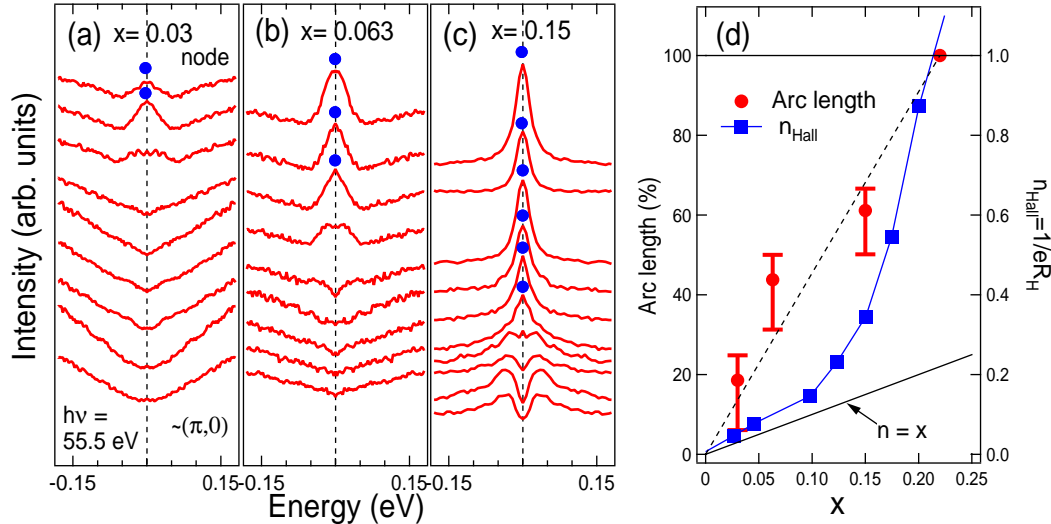 (a) x= 0.03
node
(b) x= 0.063
(c) x= 0.15
(d)
Intensity (arb. units)
hν =
55.5 eV
~(π,0)
-0.15 0.15
-0.15 0.15
-0.15 0.15
Energy (eV)
Arc length (%)
100
80
60
40
20
0
Arc length
nHall
n = x
0 0.05 0.10 0.15 0.20 0.25
x
1.0
0.8
0.6
0.4
0.2
0.0
nHall=1/eRH